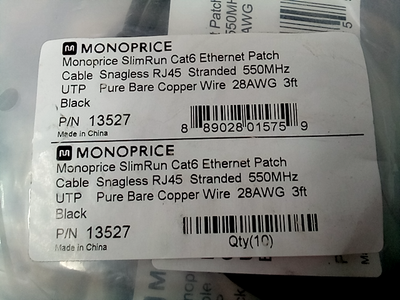 MONOPRICE
Monoprice SlimRun Cat6 Ethernet Patch
Cable Snagless RJ45 Stranded 550MHz
UTP Pure Bare Copper Wire 28AWG 3ft
Black
P/N 13527
Made in China
8 89028 01575 9
MONOPRICE
Monoprice SlimRun Cat6 Ethernet Patch
Cable Snagless RJ45 Stranded 550MHz
UTP Pure Bare Copper Wire 28AWG 3ft
Black
P/N 13527
Made in China
Qty(10)